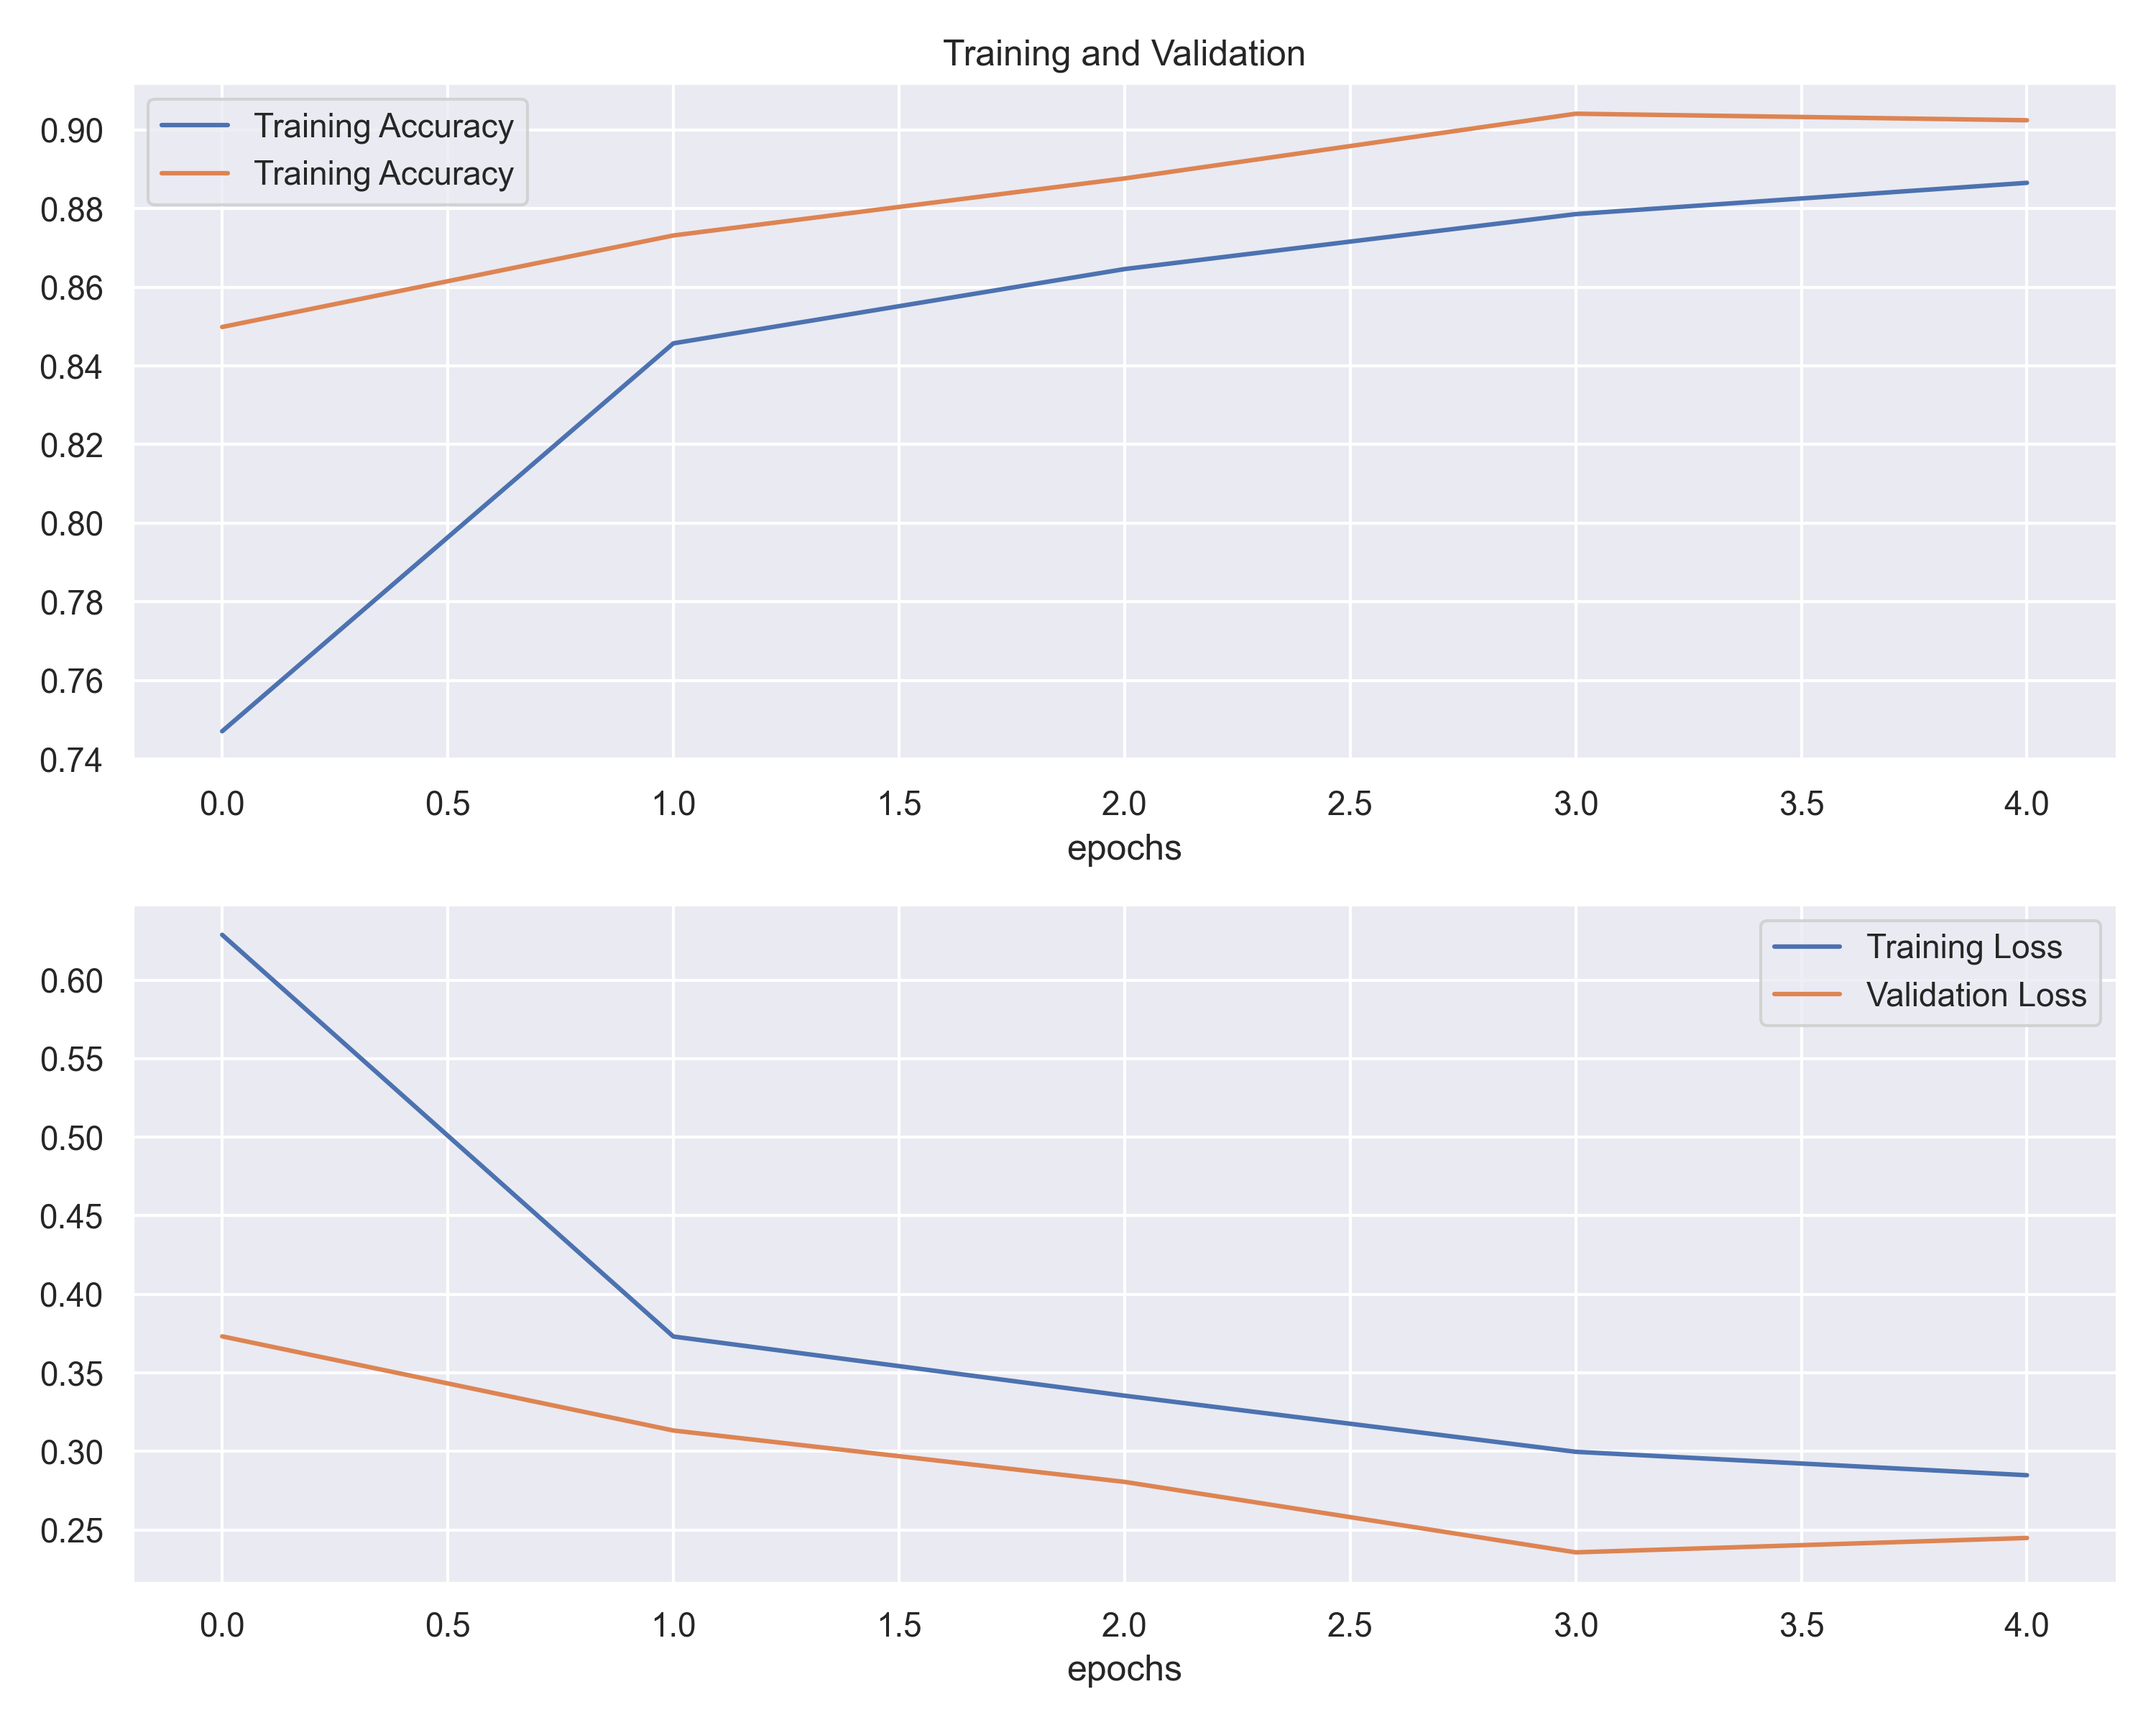 Training and Validation
Training Accuracy
Training Accuracy
0.90
0.88
0.86
0.84
0.82
0.80
0.78
0.76
0.74
0.0 0.5 1.0 1.5 2.0 2.5 3.0 3.5 4.0
epochs
Training Loss
Validation Loss
0.60
0.55
0.50
0.45
0.40
0.35
0.30
0.25
0.0 0.5 1.0 1.5 2.0 2.5 3.0 3.5 4.0
epochs